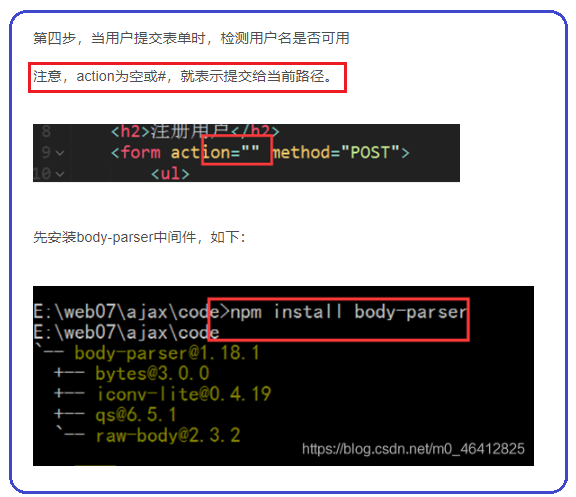 第四步，当用户提交表单时，检测用户名是否可用
注意，action为空或#，就表示提交给当前路径。
8 <h2>注册用户</h2>
9 <form action="" method="POST">
10 <ul>
先安装body-parser中间件，如下：
E:\web07\ajax\code>npm install body-parser
E:\web07\ajax\code
`-- body-parser@1.18.1
+-- bytes@3.0.0
+-- iconv-lite@0.4.19
+-- qs@6.5.1
`-- raw-body@2.3.2
https://blog.csdn.net/m0_46412825